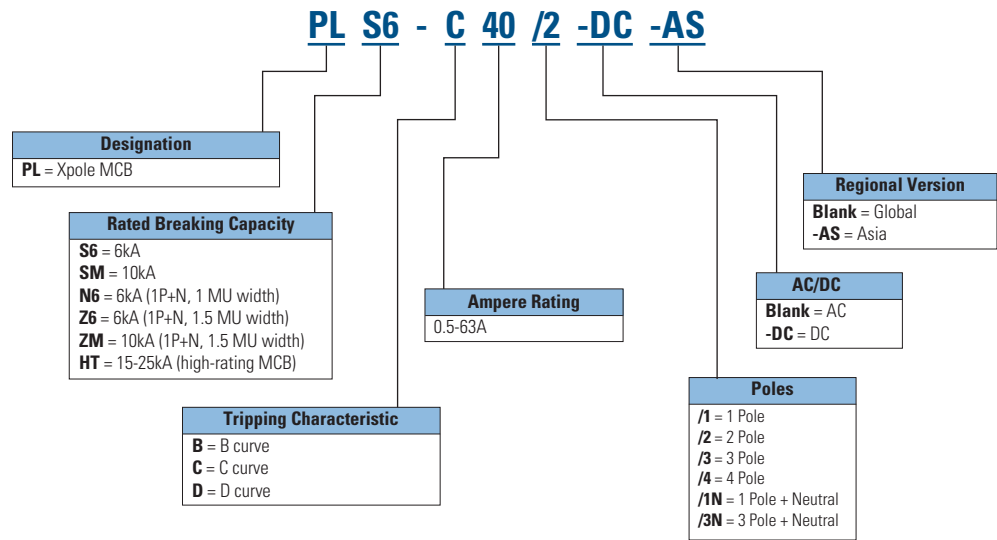 PL S6 - C 40 /2 -DC -AS
Designation
PL = Xpole MCB
Rated Breaking Capacity
S6 = 6kA
SM = 10kA
N6 = 6kA (1P+N, 1 MU width)
Z6 = 6kA (1P+N, 1.5 MU width)
ZM = 10kA (1P+N, 1.5 MU width)
HT = 15-25kA (high-rating MCB)
Tripping Characteristic
B = B curve
C = C curve
D = D curve
Ampere Rating
0.5-63A
Poles
/1 = 1 Pole
/2 = 2 Pole
/3 = 3 Pole
/4 = 4 Pole
/1N = 1 Pole + Neutral
/3N = 3 Pole + Neutral
AC/DC
Blank = AC
-DC = DC
Regional Version
Blank = Global
-AS = Asia